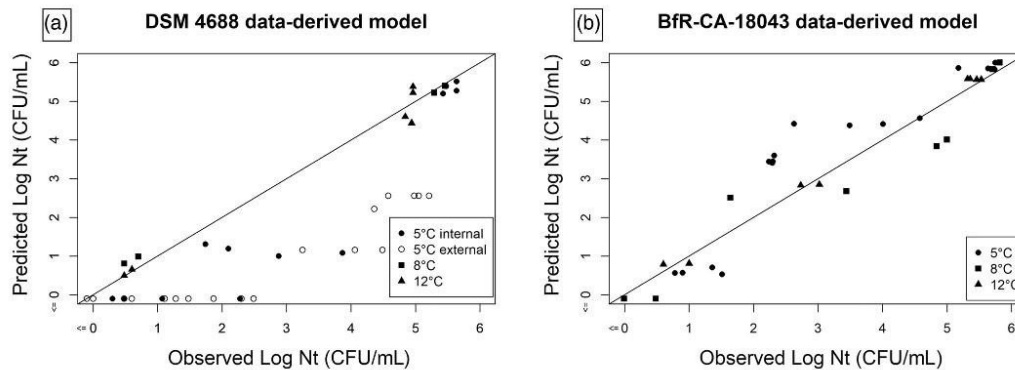 (a)
DSM 4688 data-derived model
Predicted Log Nt (CFU/mL)
6
5
4
3
2
1
0
<=
5°C internal
5°C external
8°C
12°C
<= 0 1 2 3 4 5 6
Observed Log Nt (CFU/mL)
(b)
BfR-CA-18043 data-derived model
Predicted Log Nt (CFU/mL)
6
5
4
3
2
1
0
<=
5°C
8°C
12°C
<= 0 1 2 3 4 5 6
Observed Log Nt (CFU/mL)